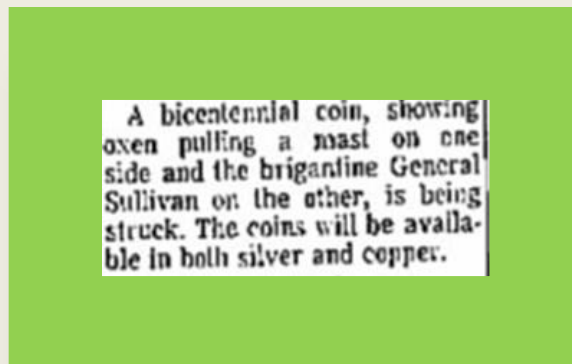 A bicentennial coin, showing
oxen pulling a mast on one
side and the brigantine General
Sullivan on the other, is being
struck. The coins will be availa-
ble in both silver and copper.